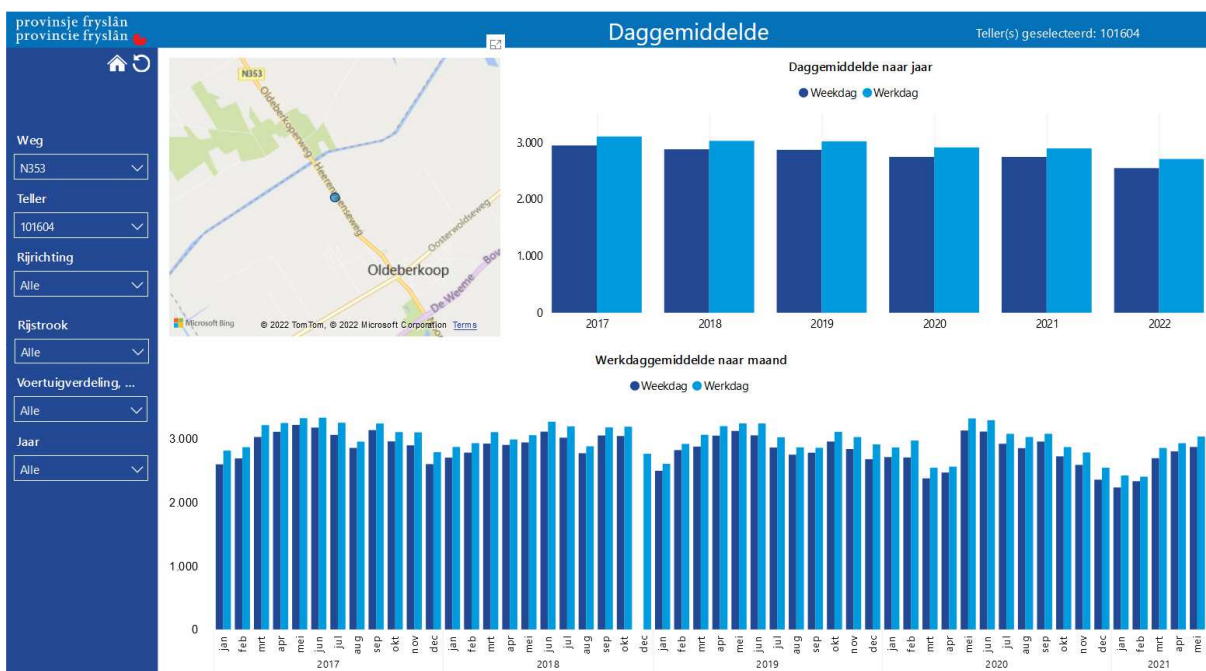 provinsje fryslân
provincie fryslân
Daggemiddelde
Teller(s) geselecteerd: 101604
Weg
N353
Teller
101604
Rijrichting
Alle
Rijstrook
Alle
Voertuigverdeling, ...
Alle
Jaar
Alle
N353
Oldeberkoperweg
Heerenveenseweg
Oosterwoldseweg
Oldeberkoop
De Weeme
Bov
Microsoft Bing
© 2022 TomTom, © 2022 Microsoft Corporation Terms
Daggemiddelde naar jaar
Weekdag Werkdag
3.000
2.000
1.000
0
2017 2018 2019 2020 2021 2022
Werkdaggemiddelde naar maand
Weekdag Werkdag
3.000
2.000
1.000
0
jan feb mrt apr mei jun jul aug sep okt nov dec jan feb mrt apr mei jun jul aug sep okt dec jan feb mrt apr mei jun jul aug sep okt nov dec jan feb mrt apr mei jun jul aug sep okt nov dec jan feb mrt apr mei
2017 2018 2019 2020 2021